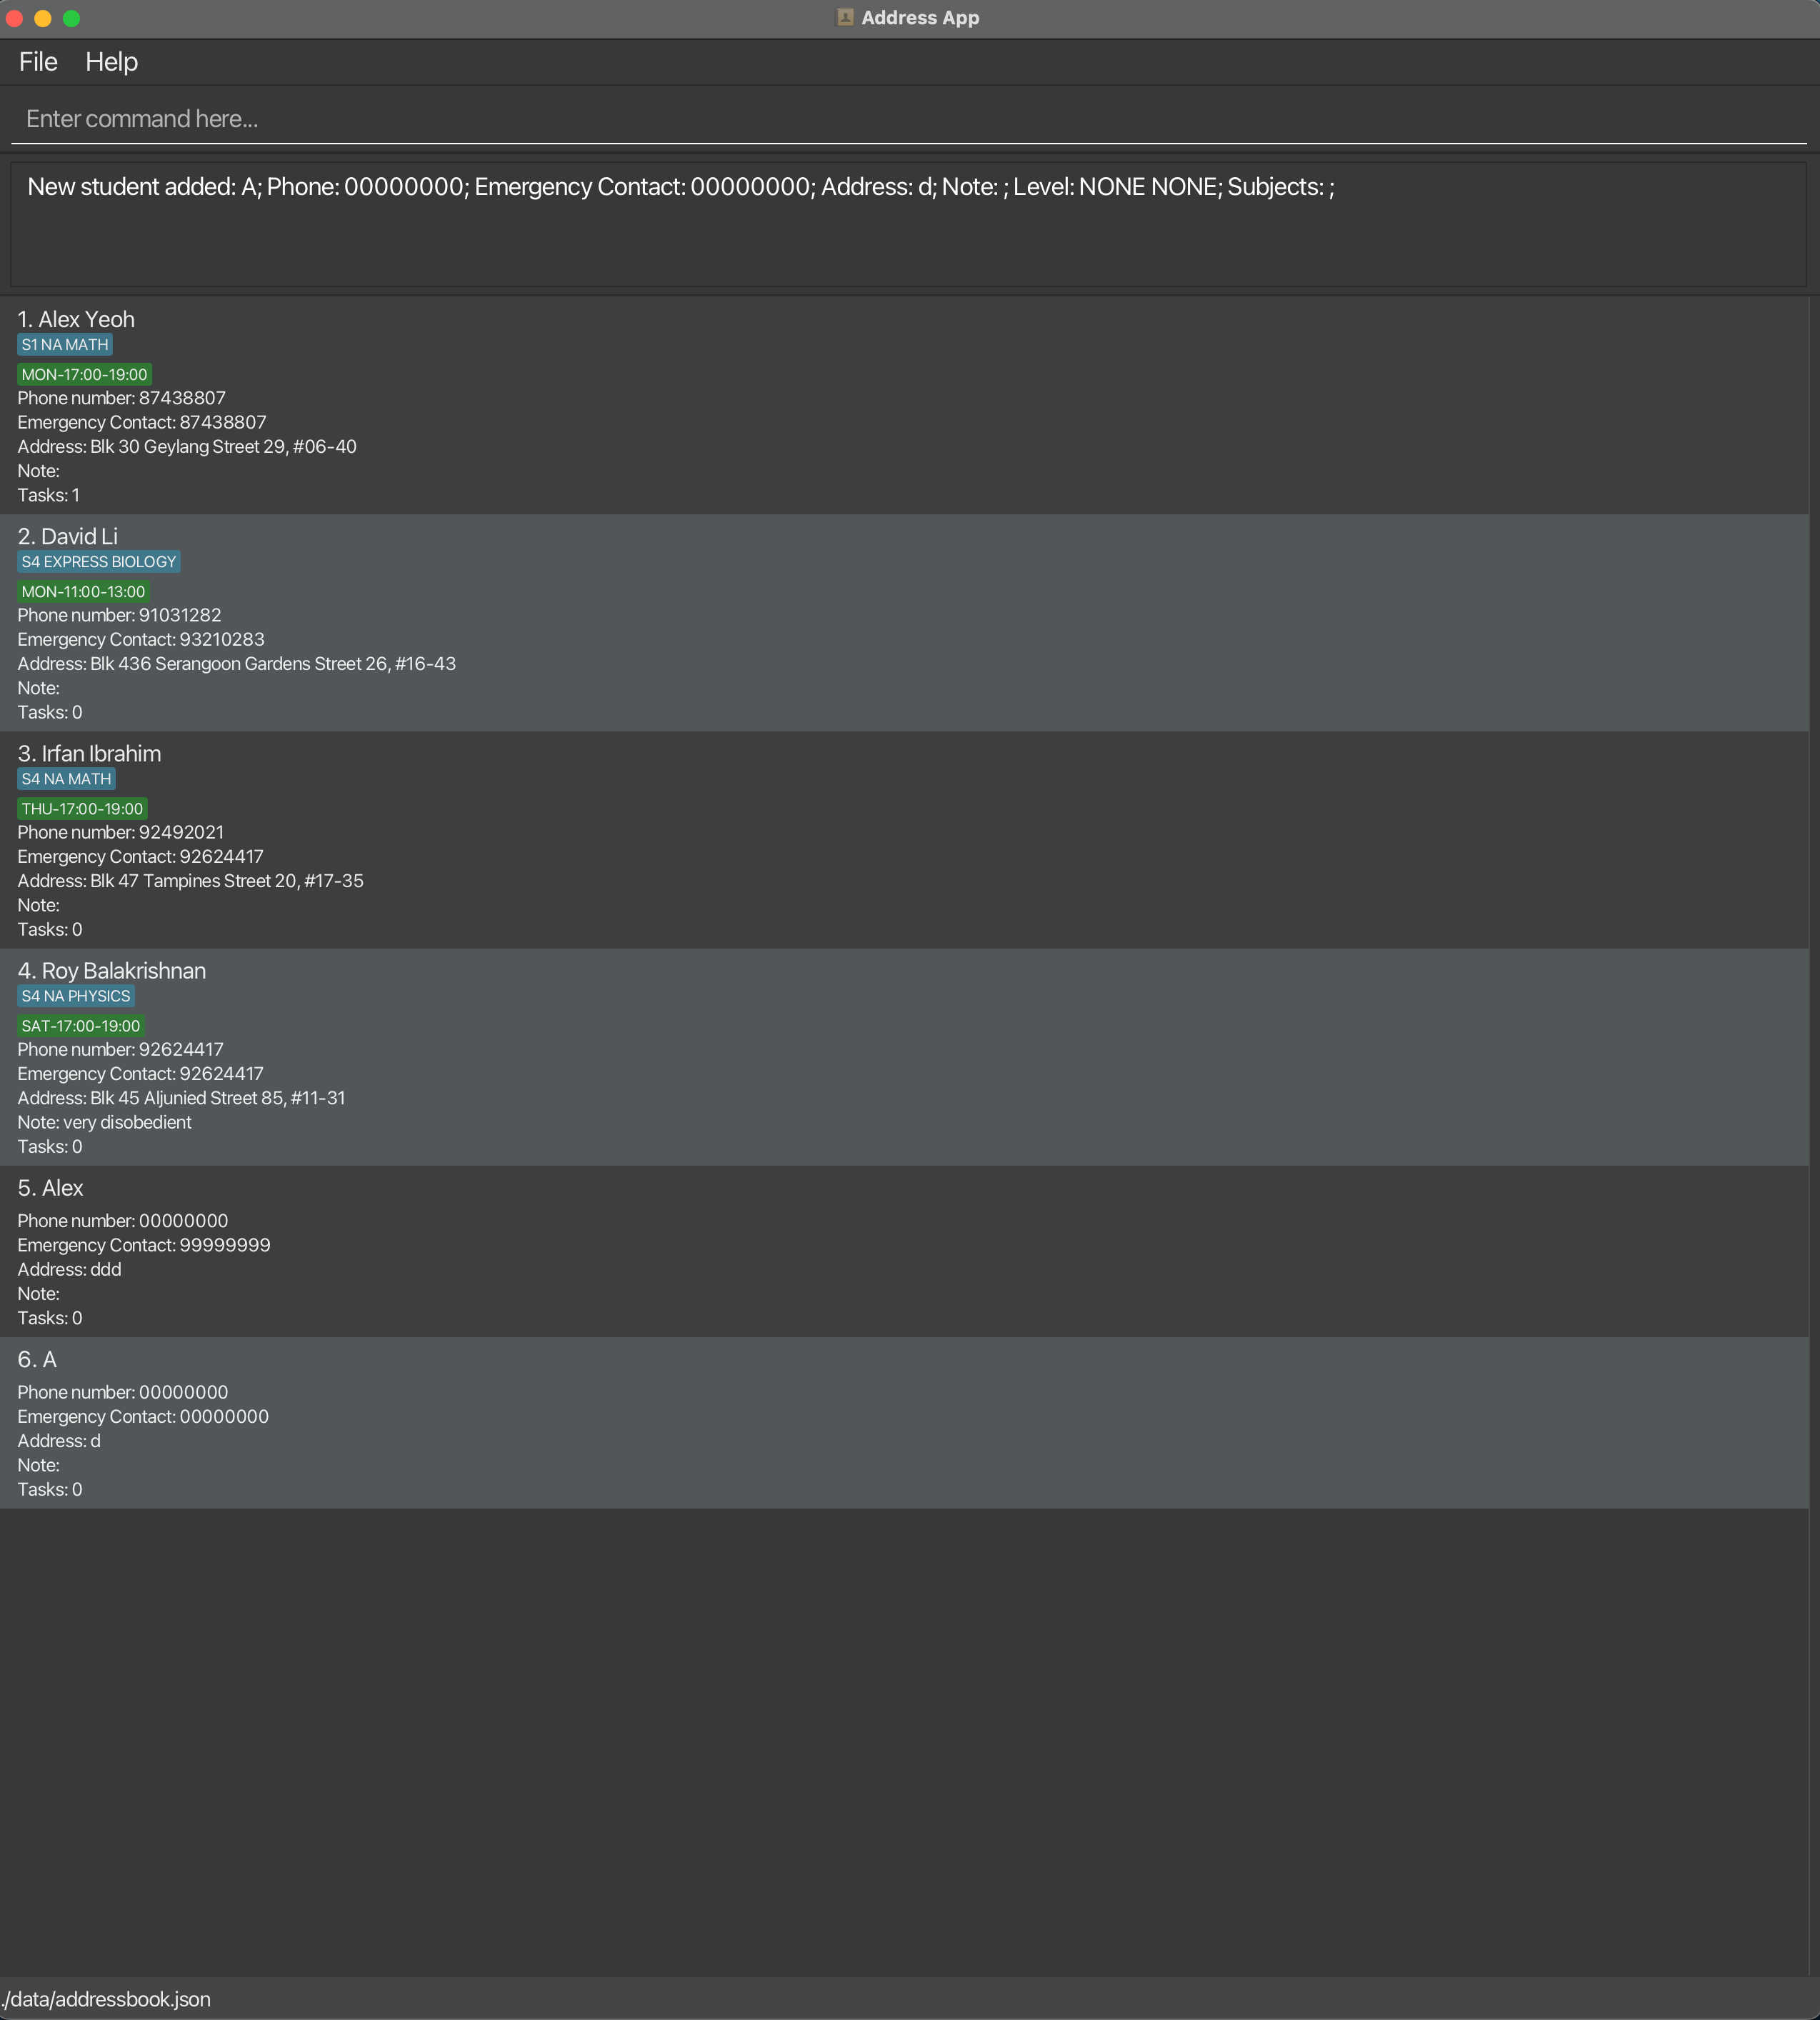 Address App
File Help
Enter command here...
New student added: A; Phone: 00000000; Emergency Contact: 00000000; Address: d; Note: ; Level: NONE NONE; Subjects: ;
1. Alex Yeoh
S1 NA MATH
MON-17:00-19:00
Phone number: 87438807
Emergency Contact: 87438807
Address: Blk 30 Geylang Street 29, #06-40
Note:
Tasks: 1
2. David Li
S4 EXPRESS BIOLOGY
MON-11:00-13:00
Phone number: 91031282
Emergency Contact: 93210283
Address: Blk 436 Serangoon Gardens Street 26, #16-43
Note:
Tasks: 0
3. Irfan Ibrahim
S4 NA MATH
THU-17:00-19:00
Phone number: 92492021
Emergency Contact: 92624417
Address: Blk 47 Tampines Street 20, #17-35
Note:
Tasks: 0
4. Roy Balakrishnan
S4 NA PHYSICS
SAT-17:00-19:00
Phone number: 92624417
Emergency Contact: 92624417
Address: Blk 45 Aljunied Street 85, #11-31
Note: very disobedient
Tasks: 0
5. Alex
Phone number: 00000000
Emergency Contact: 99999999
Address: ddd
Note:
Tasks: 0
6. A
Phone number: 00000000
Emergency Contact: 00000000
Address: d
Note:
Tasks: 0
./data/addressbook.json